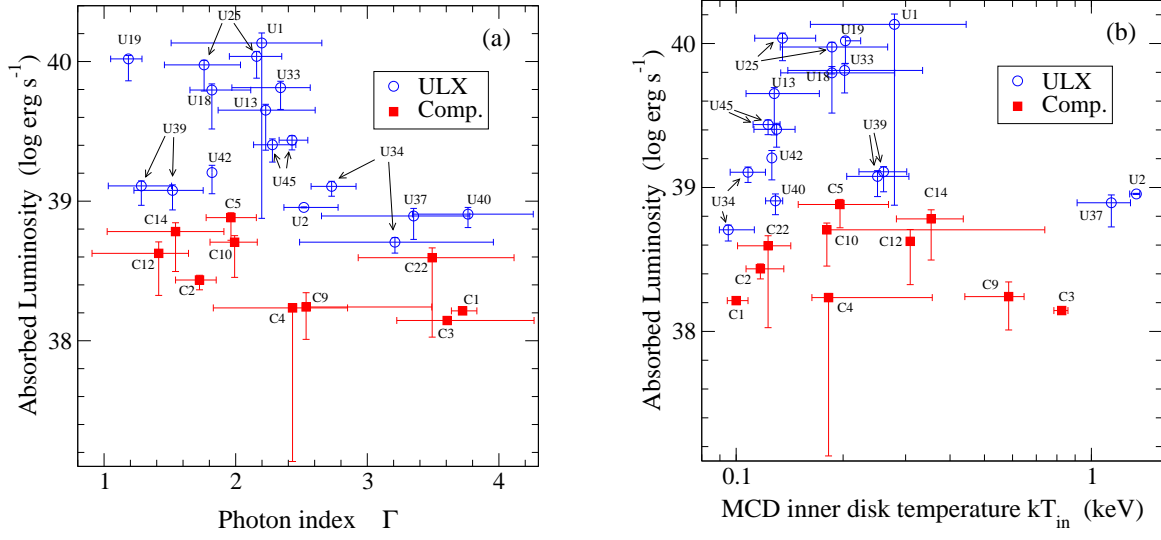 (a)
Absorbed Luminosity (log erg s⁻¹)
40
39
38
1
2
3
4
Photon index Γ
ULX
Comp.
U19
U25
U1
U18
U13
U33
U39
U42
U45
U34
U2
U37
U40
C14
C5
C12
C10
C2
C4
C9
C22
C3
C1
(b)
Absorbed Luminosity (log erg s⁻¹)
40
39
38
0.1
1
MCD inner disk temperature kT_in (keV)
ULX
Comp.
U1
U19
U25
U18
U33
U13
U45
U39
U42
U34
U40
U2
U37
C5
C14
C22
C10
C12
C2
C1
C4
C9
C3